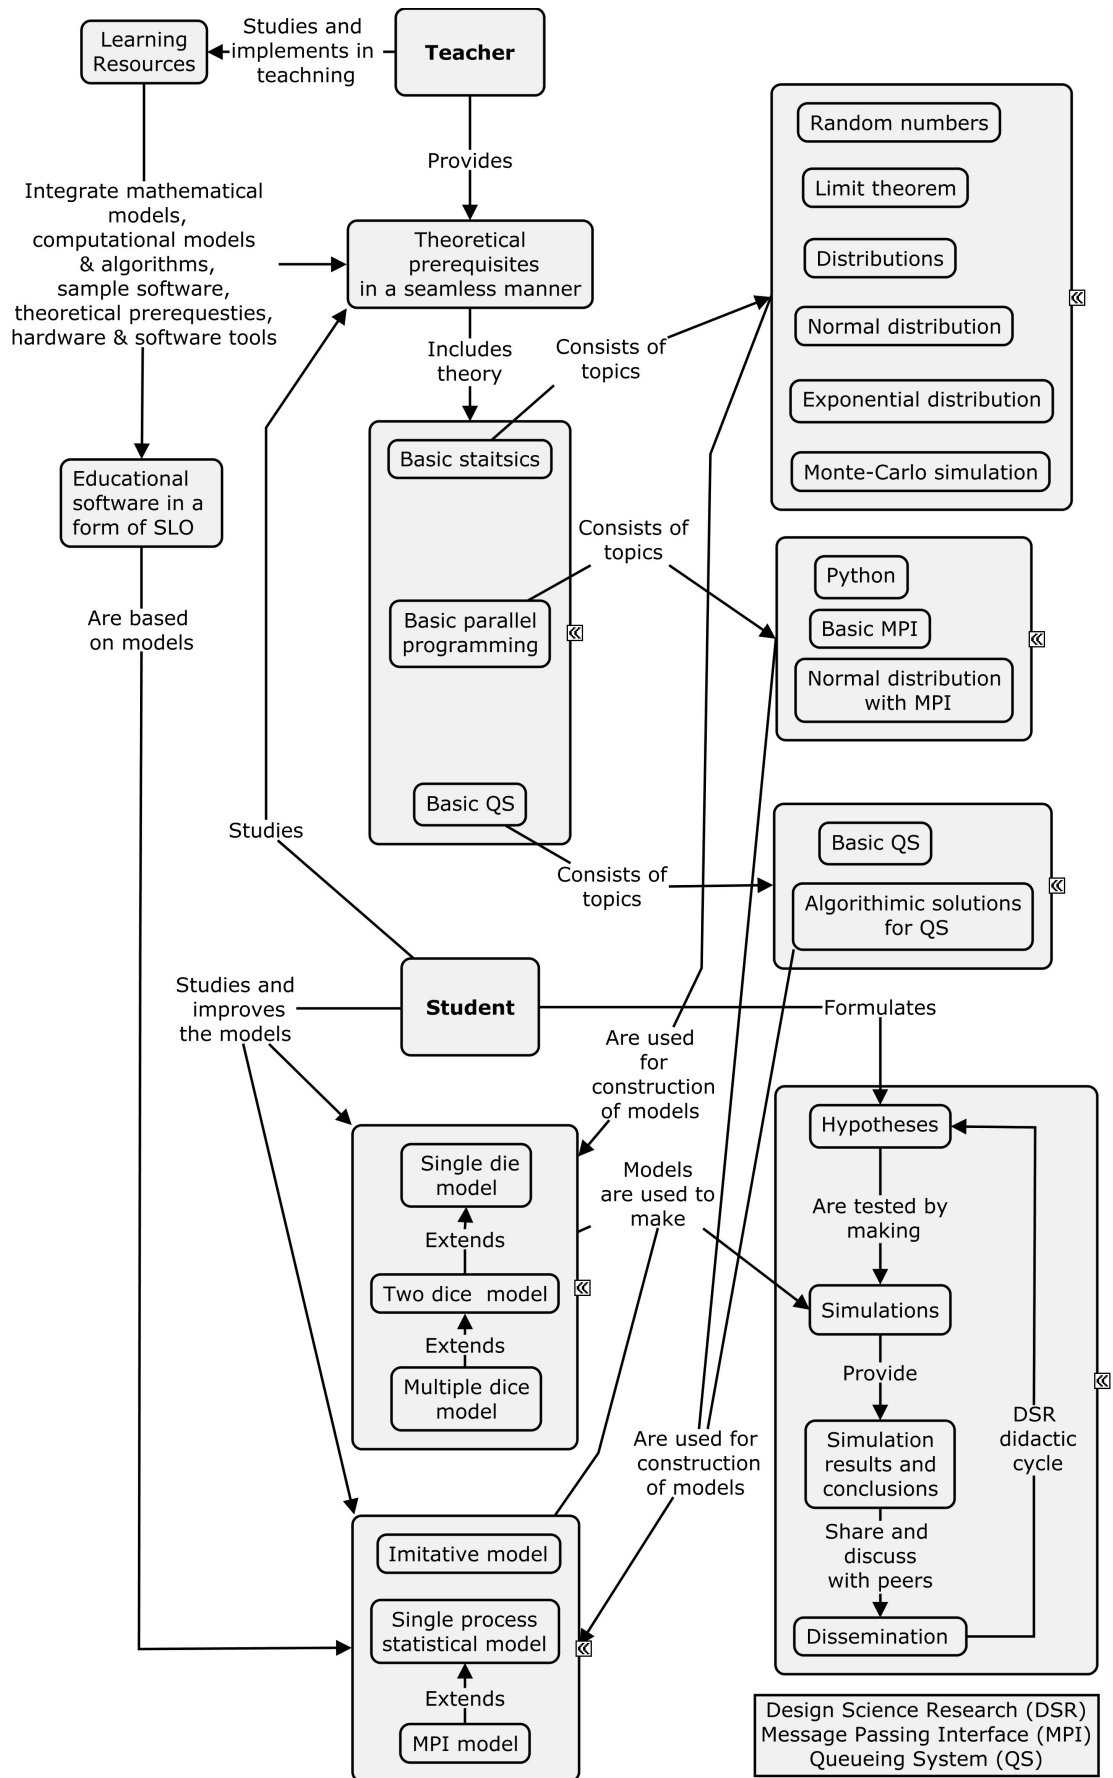 Learning
Resources
Studies and
implements in
teachning
Teacher
Provides
Integrate mathematical
models,
computational models
& algorithms,
sample software,
theoretical prerequesties,
hardware & software tools
Theoretical
prerequisites
in a seamless manner
Includes
theory
Consists of
topics
Random numbers
Limit theorem
Distributions
Normal distribution
Exponential distribution
Monte-Carlo simulation
Basic staitsics
Educational
software in a
form of SLO
Consists of
topics
Basic parallel
programming
Python
Basic MPI
Normal distribution
with MPI
Are based
on models
Basic QS
Studies
Consists of
topics
Basic QS
Algorithimic solutions
for QS
Studies and
improves
the models
Student
Formulates
Are used
for
construction
of models
Hypotheses
Single die
model
Extends
Two dice model
Extends
Multiple dice
model
Models
are used to
make
Are tested by
making
Simulations
Provide
Simulation
results and
conclusions
DSR
didactic
cycle
Are used for
construction
of models
Share and
discuss
with peers
Dissemination
Imitative model
Single process
statistical model
Extends
MPI model
Design Science Research (DSR)
Message Passing Interface (MPI)
Queueing System (QS)